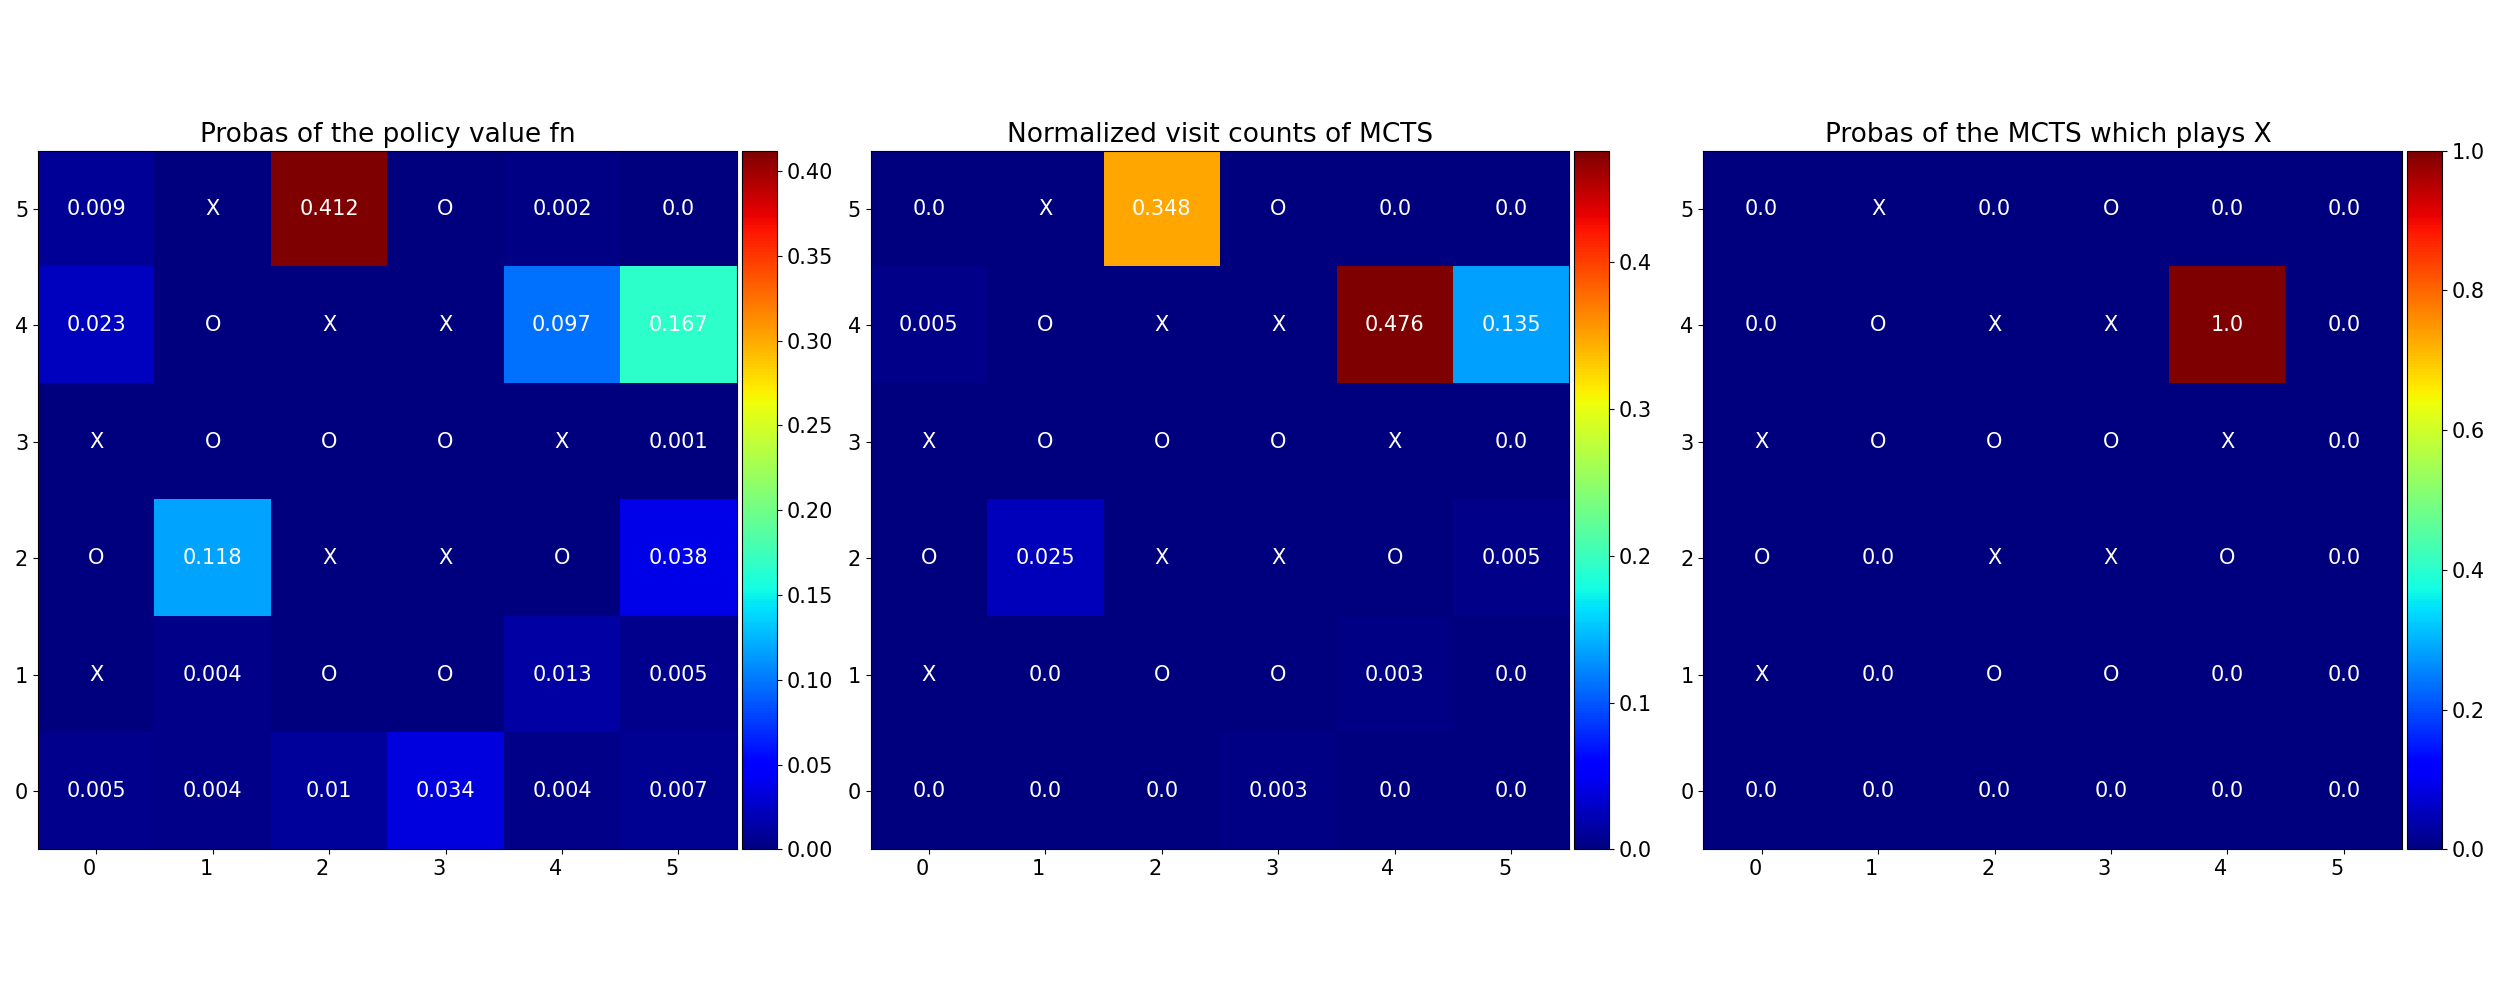 Probas of the policy value fn
5 0.009 X 0.412 O 0.002 0.0
4 0.023 O X X 0.097 0.167
3 X O O O X 0.001
2 O 0.118 X X O 0.038
1 X 0.004 O O 0.013 0.005
0 0.005 0.004 0.01 0.034 0.004 0.007
0 1 2 3 4 5
0.40
0.35
0.30
0.25
0.20
0.15
0.10
0.05
0.00
Normalized visit counts of MCTS
5 0.0 X 0.348 O 0.0 0.0
4 0.005 O X X 0.476 0.135
3 X O O O X 0.0
2 O 0.025 X X O 0.005
1 X 0.0 O O 0.003 0.0
0 0.0 0.0 0.0 0.003 0.0 0.0
0 1 2 3 4 5
0.4
0.3
0.2
0.1
0.0
Probas of the MCTS which plays X
5 0.0 X 0.0 O 0.0 0.0
4 0.0 O X X 1.0 0.0
3 X O O O X 0.0
2 O 0.0 X X O 0.0
1 X 0.0 O O 0.0 0.0
0 0.0 0.0 0.0 0.0 0.0 0.0
0 1 2 3 4 5
1.0
0.8
0.6
0.4
0.2
0.0